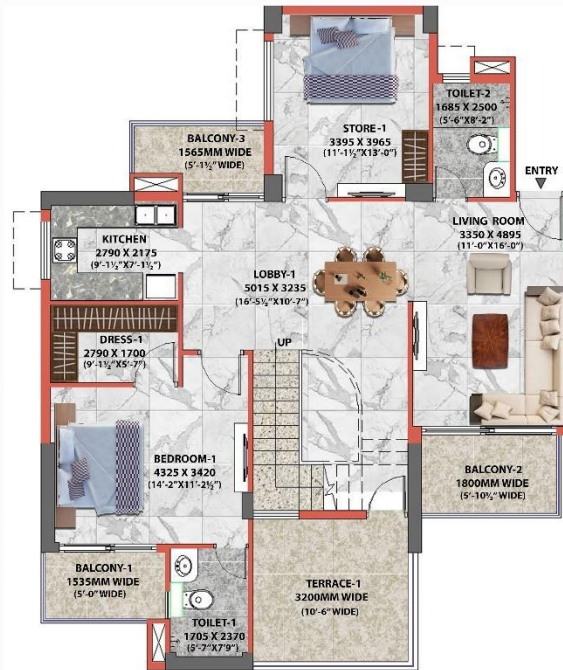 TOILET-2
1685 X 2500
(5'-6"X8'-2")
STORE-1
3395 X 3965
(11'-1½"X13'-0")
BALCONY-3
1565MM WIDE
(5'-1½" WIDE)
ENTRY
LIVING ROOM
3350 X 4895
(11'-0"X16'-0")
KITCHEN
2790 X 2175
(9'-1½"X7'-1½")
LOBBY-1
5015 X 3235
(16'-5½"X10'-7")
UP
DRESS-1
2790 X 1700
(9'-1½"X5'-7")
BEDROOM-1
4325 X 3420
(14'-2"X11'-2½")
BALCONY-2
1800MM WIDE
(5'-10¾" WIDE)
BALCONY-1
1535MM WIDE
(5'-0" WIDE)
TERRACE-1
3200MM WIDE
(10'-6" WIDE)
TOILET-1
1705 X 2370
(5'-7"X7'9")